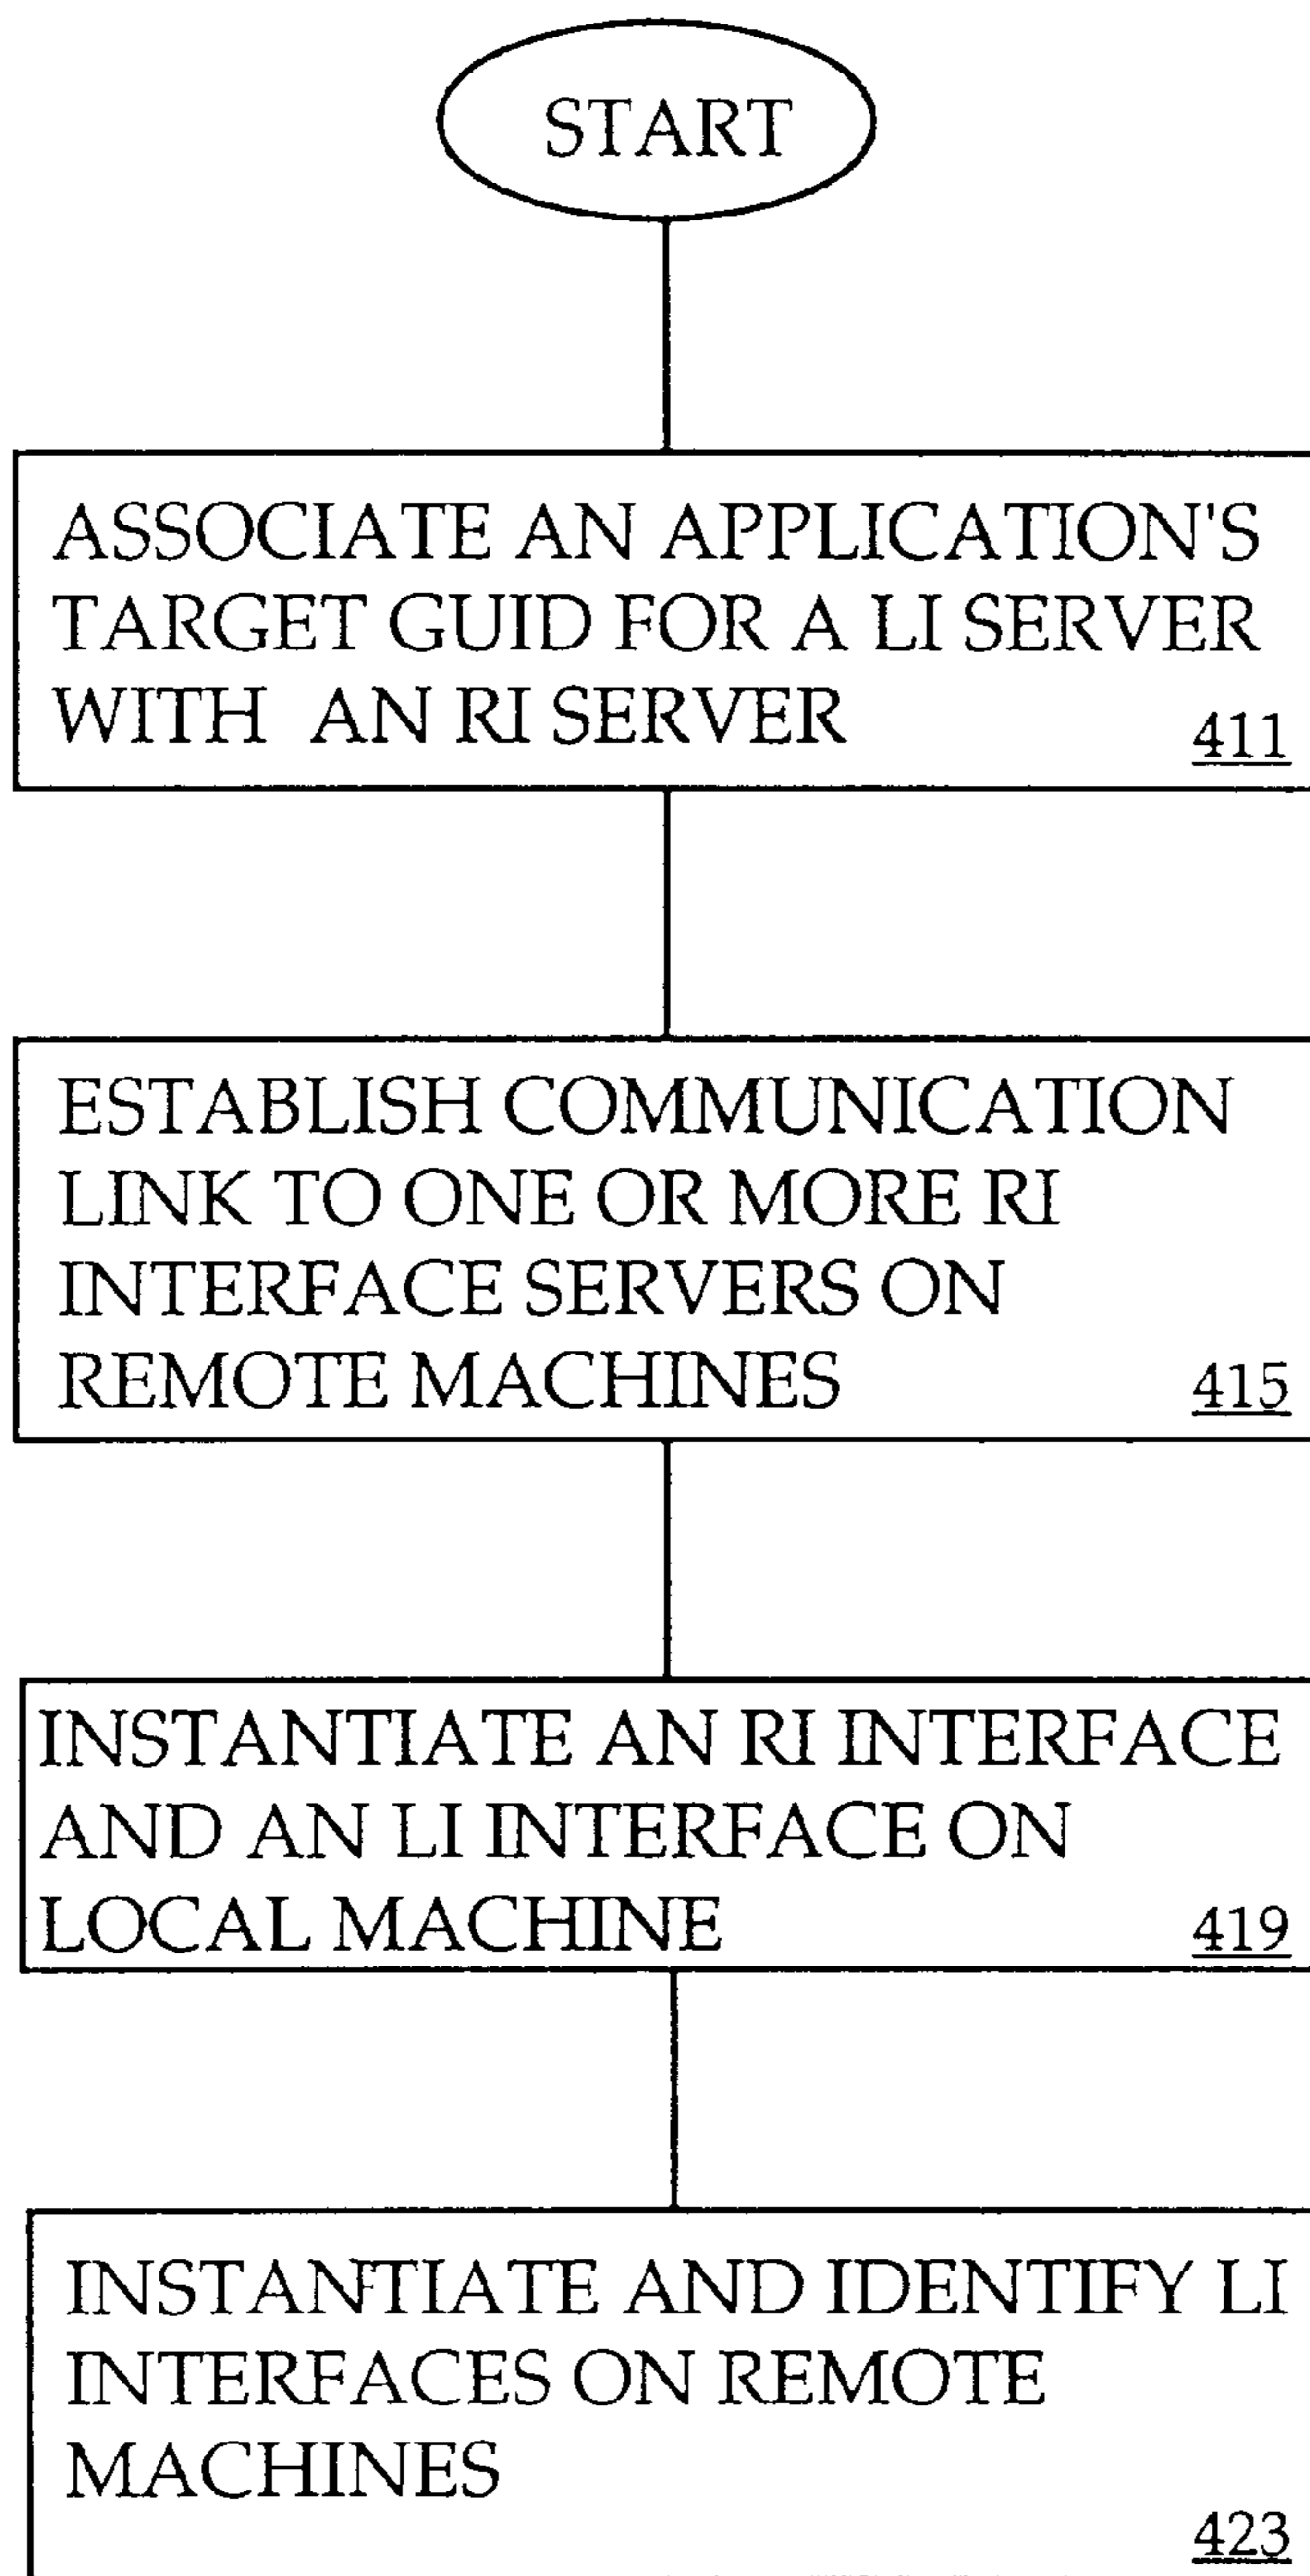 START
ASSOCIATE AN APPLICATION'S
TARGET GUID FOR A LI SERVER
WITH AN RI SERVER 411
ESTABLISH COMMUNICATION
LINK TO ONE OR MORE RI
INTERFACE SERVERS ON
REMOTE MACHINES 415
INSTANTIATE AN RI INTERFACE
AND AN LI INTERFACE ON
LOCAL MACHINE 419
INSTANTIATE AND IDENTIFY LI
INTERFACES ON REMOTE
MACHINES
423